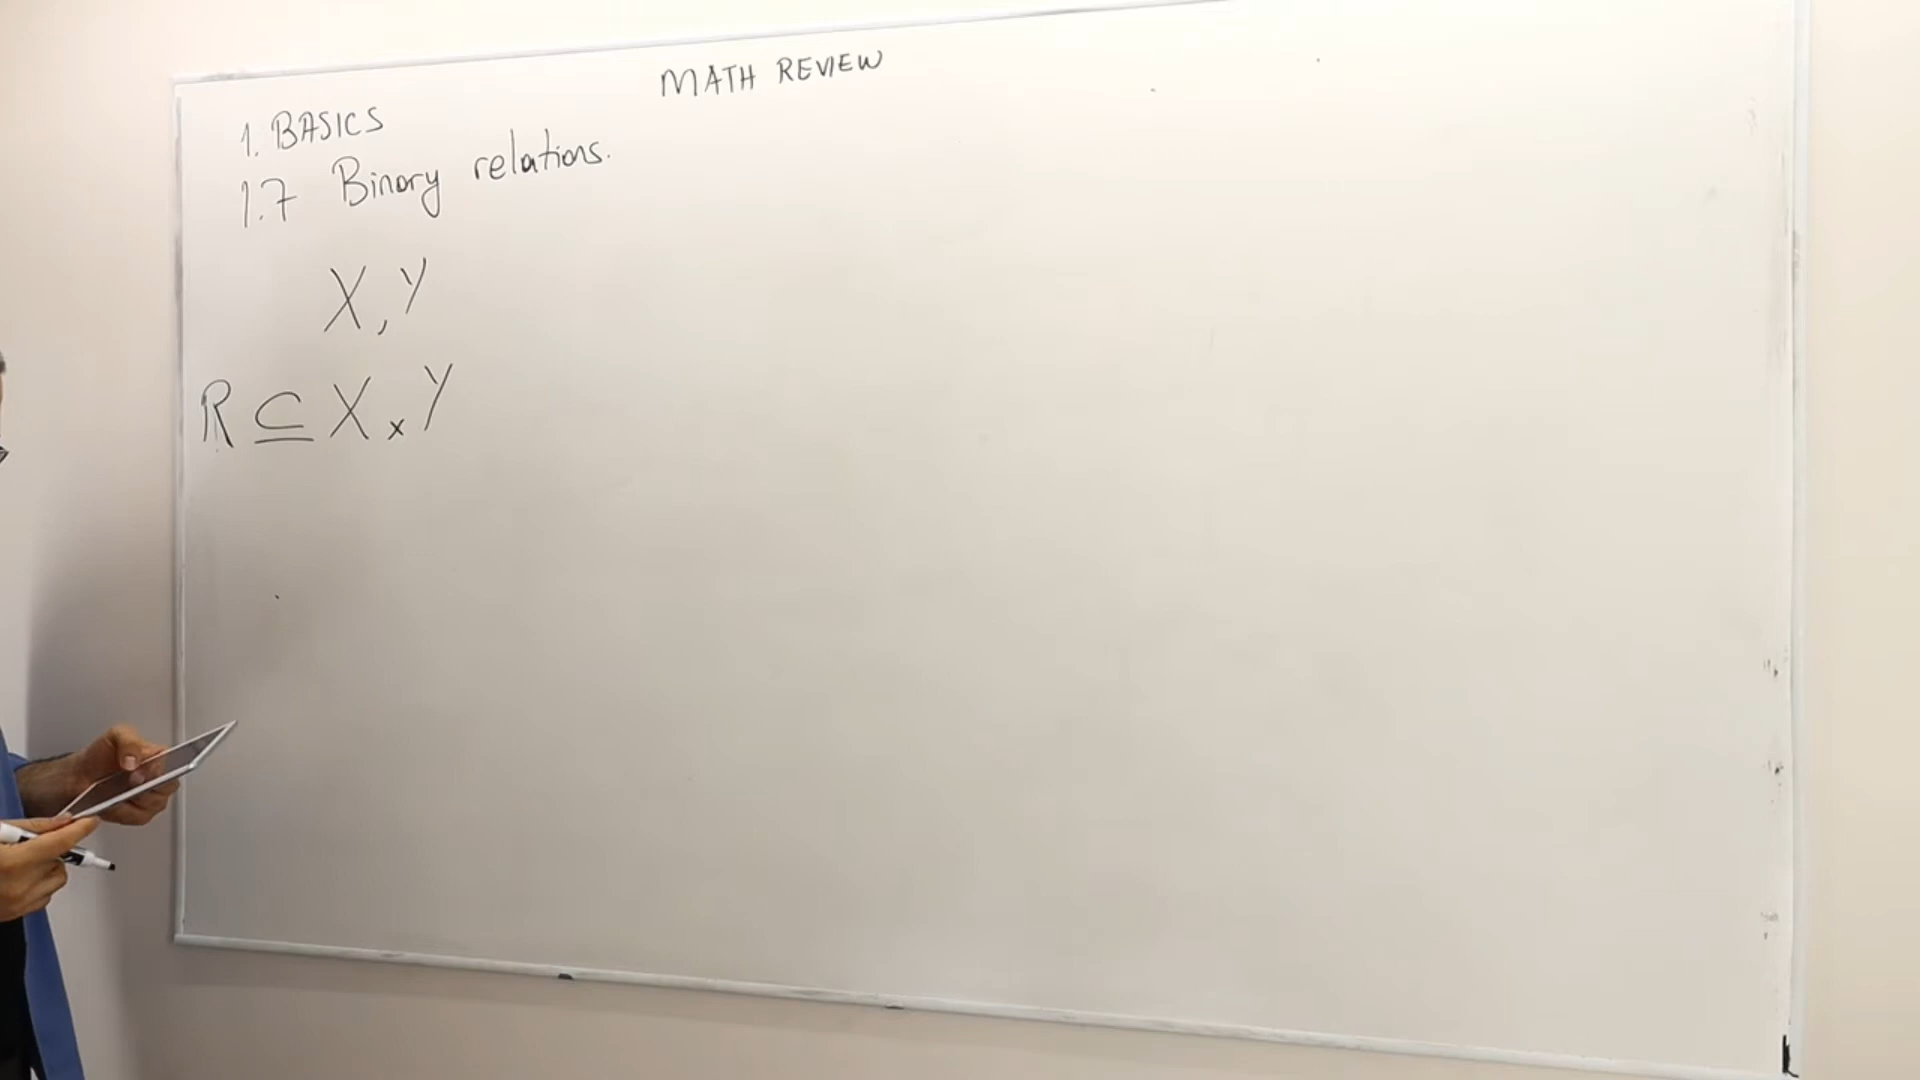 MATH REVIEW
1. BASICS
1.7 Binary relations.
X, Y
R ⊆ X × Y